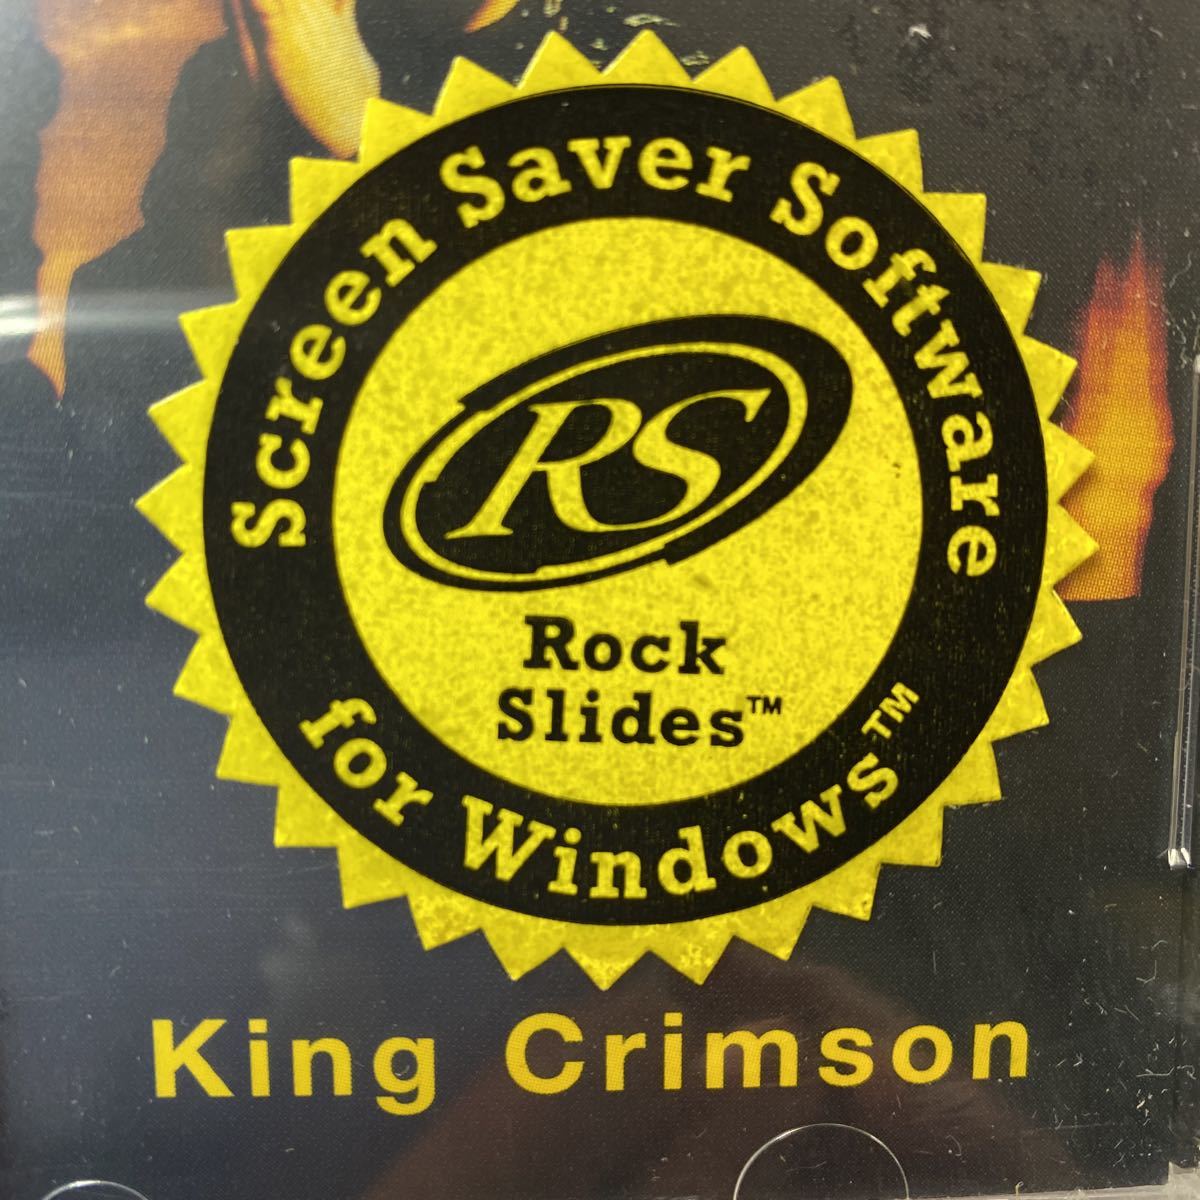 Screen Saver Software
RS
Rock
Slides™
for Windows™
King Crimson